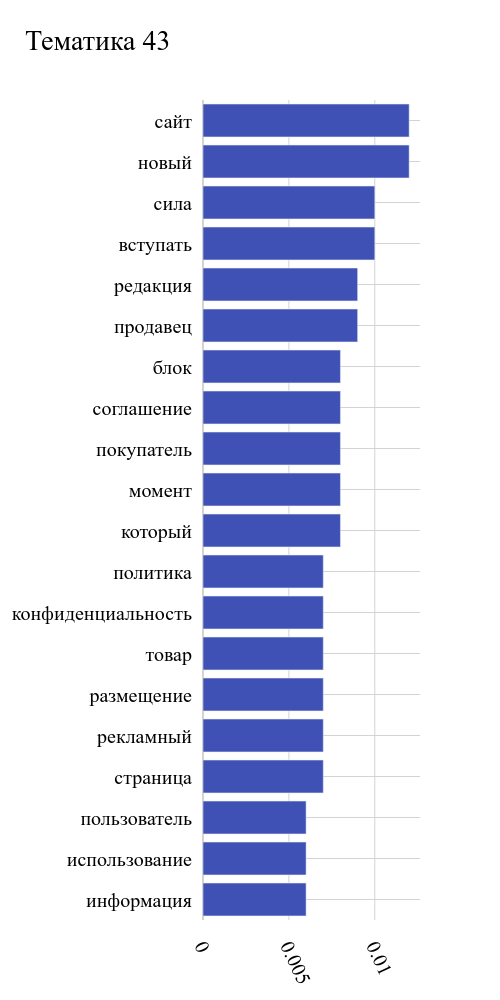 Тематика 43
сайт
новый
сила
вступать
редакция
продавец
блок
соглашение
покупатель
момент
который
политика
конфиденциальность
товар
размещение
рекламный
страница
пользователь
использование
информация
0
0.005
0.01